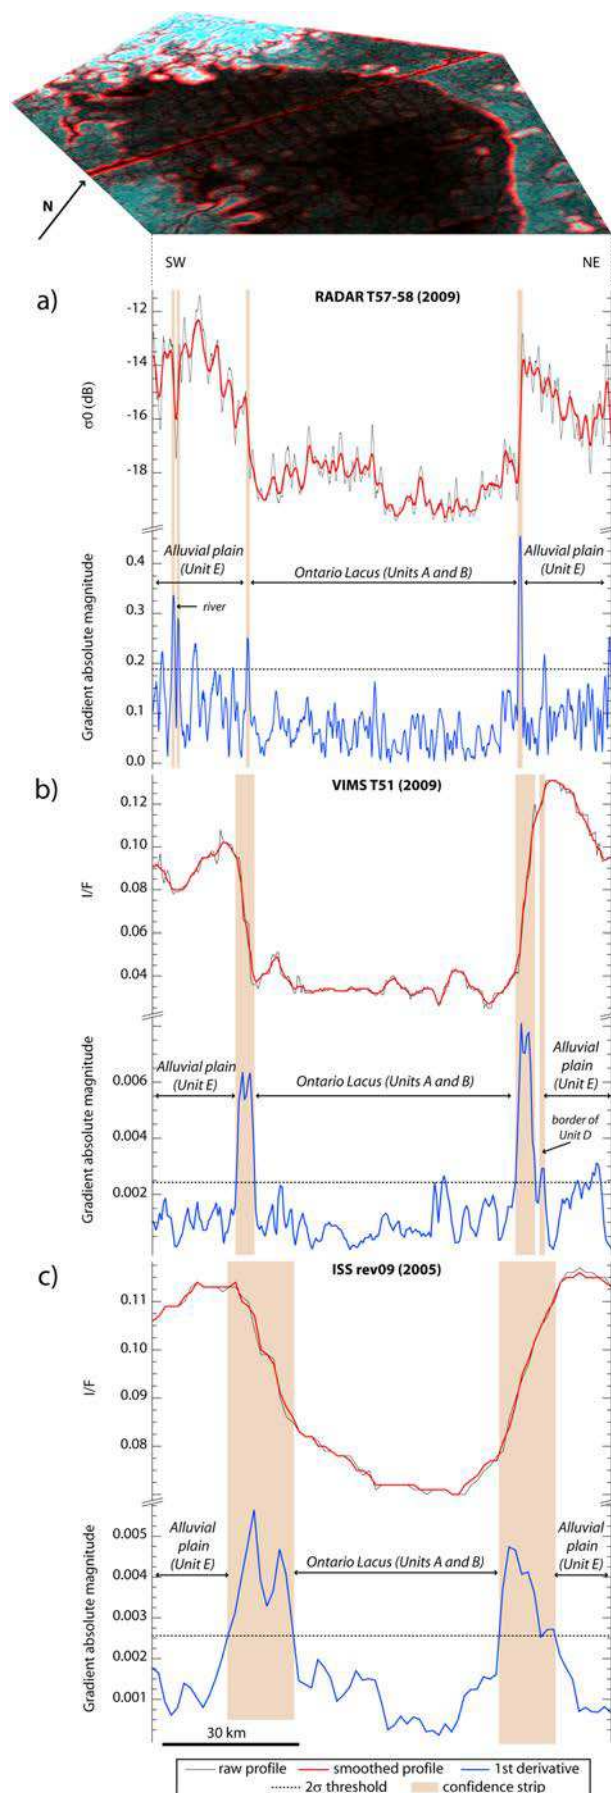 N
SW NE
a) RADAR T57-58 (2009)
-12
-14
-16
-18
σ0 (dB)
Alluvial plain
(Unit E)
Ontario Lacus (Units A and B)
Alluvial plain
(Unit E)
river
0.4
0.3
0.2
0.1
0.0
Gradient absolute magnitude
b) VIMS T51 (2009)
0.12
0.10
0.08
0.06
0.04
I/F
Alluvial plain
(Unit E)
Ontario Lacus (Units A and B)
Alluvial
plain
(Unit E)
border of
Unit D
0.006
0.004
0.002
Gradient absolute magnitude
c) ISS rev09 (2005)
0.11
0.10
0.09
0.08
I/F
Alluvial
plain
(Unit E)
Ontario Lacus (Units A and B)
Alluvial
plain
(Unit E)
0.005
0.004
0.003
0.002
0.001
Gradient absolute magnitude
30 km
raw profile smoothed profile 1st derivative
2σ threshold confidence strip